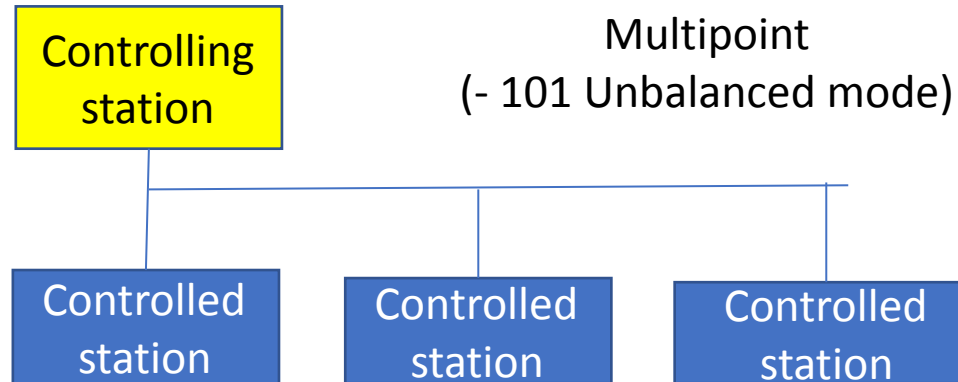 Controlling
station
Multipoint
(- 101 Unbalanced mode)
Controlled
station
Controlled
station
Controlled
station